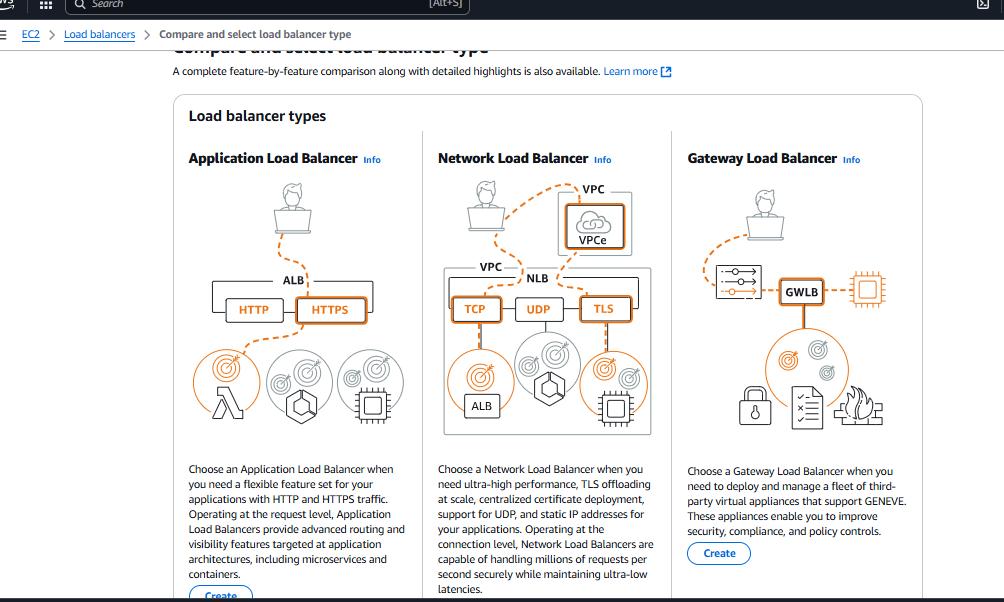 Search
[Alt+S]
EC2 > Load balancers > Compare and select load balancer type
Compare and select load balancer type
A complete feature-by-feature comparison along with detailed highlights is also available. Learn more
Load balancer types
Application Load Balancer Info
ALB
HTTP
HTTPS
Choose an Application Load Balancer when
you need a flexible feature set for your
applications with HTTP and HTTPS traffic.
Operating at the request level, Application
Load Balancers provide advanced routing and
visibility features targeted at application
architectures, including microservices and
containers.
Create
Network Load Balancer Info
VPC
VPCe
VPC
NLB
TCP
UDP
TLS
ALB
Choose a Network Load Balancer when you
need ultra-high performance, TLS offloading
at scale, centralized certificate deployment,
support for UDP, and static IP addresses for
your applications. Operating at the
connection level, Network Load Balancers are
capable of handling millions of requests per
second securely while maintaining ultra-low
latencies.
Gateway Load Balancer Info
GWLB
Choose a Gateway Load Balancer when you
need to deploy and manage a fleet of third-
party virtual appliances that support GENEVE.
These appliances enable you to improve
security, compliance, and policy controls.
Create